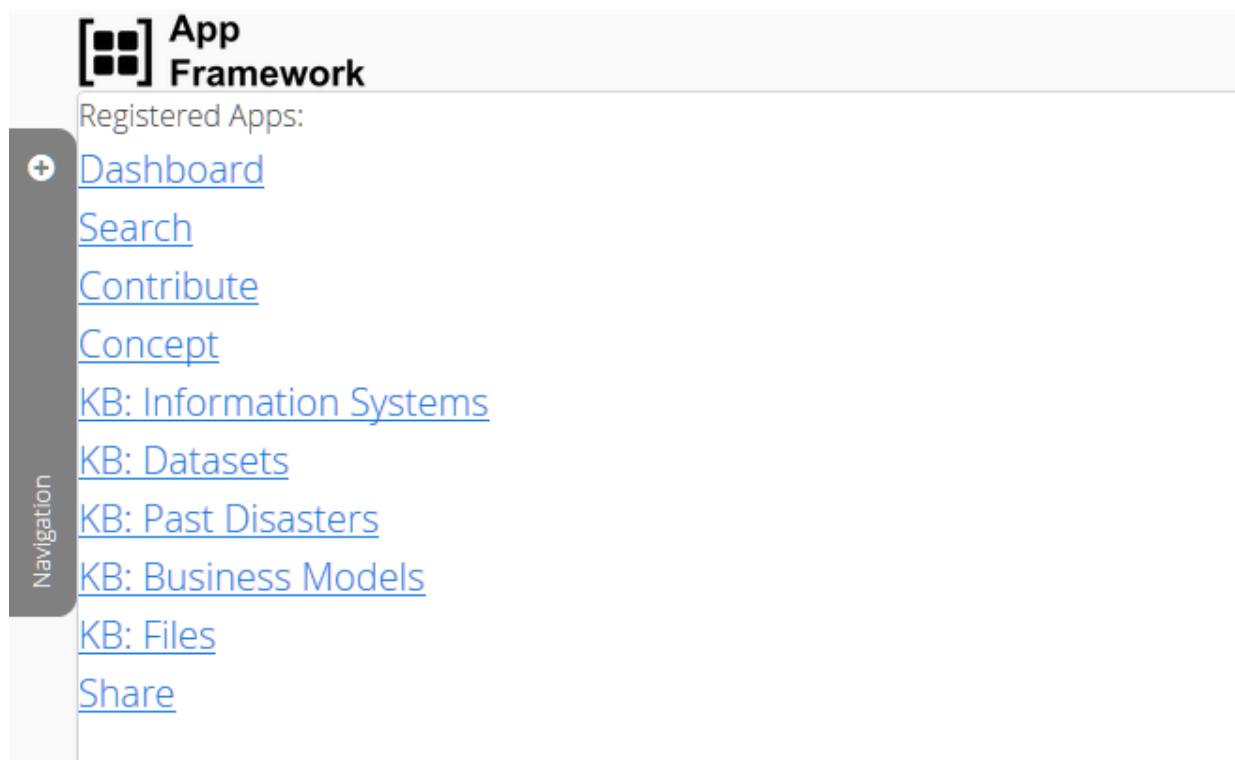 App
Framework
Registered Apps:
Dashboard
Search
Contribute
Concept
KB: Information Systems
KB: Datasets
KB: Past Disasters
KB: Business Models
KB: Files
Share
Navigation